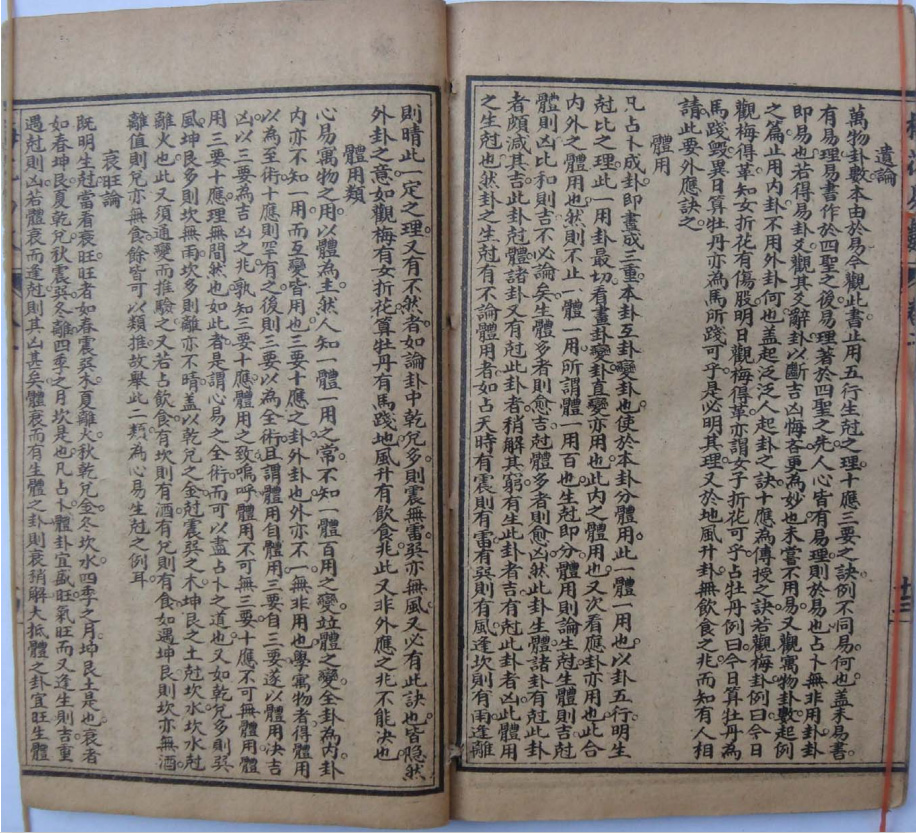 遺論
萬物卦數本由於易今觀此書止用五行生尅之理十應三要之訣例不同易何也蓋未易書
有易理易書作於四聖之後易理著於四聖之先人心皆有易理則於易也占卜無非用卦卦
即易也若得易卦爻觀其爻辭卦以斷吉凶悔吝更為妙也未嘗不用易又觀寓物卦數起例
之篇止用内卦不用外卦何也盖起泛泛人起卦之訣十應為傳授之訣若觀梅卦例曰今日
觀梅得革知女折花有傷股明日觀梅得革亦謂女子折花可乎占牡丹例曰今日算牡丹為
馬踐毀異日算牡丹亦為馬所踐可乎是必明其理又於地風升卦無飲食之兆而知有人相
請此要外應訣之
體用
凡占卜成卦即畫成三重本卦互卦變卦也使於本卦分體用此一體一用也以卦五行明生
尅比之理此一用卦最切看畫卦變卦直變亦用也此内之體用也又次看應卦亦用也此合
内外之體用也然則不止一體一用所謂體一用百也生尅即分體用則論生尅生體則吉尅
體則凶比和則吉不必論矣生體多者則愈吉尅體多者則愈凶然此卦生體諸卦有尅此卦
者頗減其吉此卦尅體諸卦又有尅此卦者稍解其窮有生此卦者吉有尅此卦者凶此體用
之生尅也然卦之生尅有不論體用者如占天時有震則有雷有巽則有風逢坎則有雨逢離
則晴此一定之理又有不然者如論卦中乾兌多則震無雷巽亦無風又必有此訣也皆隐然
外卦之意如觀梅有女折花算牡丹有馬踐地風升有飲食兆此又非外應之兆不能决也
體用類
心易寓物之用以體為主然人知一體一用之常不知一體百用之變竝體之變全卦為内卦
内亦不知一用而互變皆用也三要十應之卦外卦也外亦不一無非用也學寓物者得體用
以為至術十應則罕有之後則三要以為全術且謂體用自體用三要自三要遂以體用决吉
凶以三要為吉凶之兆孰知三要十應體用之致嗚呼體用不可無三要十應不可無體用體
用三要十應理無間然也如此者是謂心易之全術而可以盡占卜之道也又如乾兌多則巽
風坤艮多則坎無雨坎多則離亦不晴盖以乾兌之金尅震巽之木坤艮之土尅坎水坎水尅
離火也此又須通變而推驗之又若占飲食有坎則有酒有兌則有食如遇坤艮則坎亦無酒
離值則兌亦無食餘皆可以類推故舉此二類為心易生尅之例耳
衰旺論
既明生尅當看衰旺旺者如春震巽木夏離火秋乾兌金冬坎水四季之月坤艮土是也衰者
如春坤艮夏乾兌秋震巽冬離四季之月坎是也凡占卜體卦宜盛旺氣旺而又逢生則吉重
遇尅則凶若體衰而逢尅則其凶甚矣體衰而有生體之卦則衰稍解大抵體之卦宜旺生體